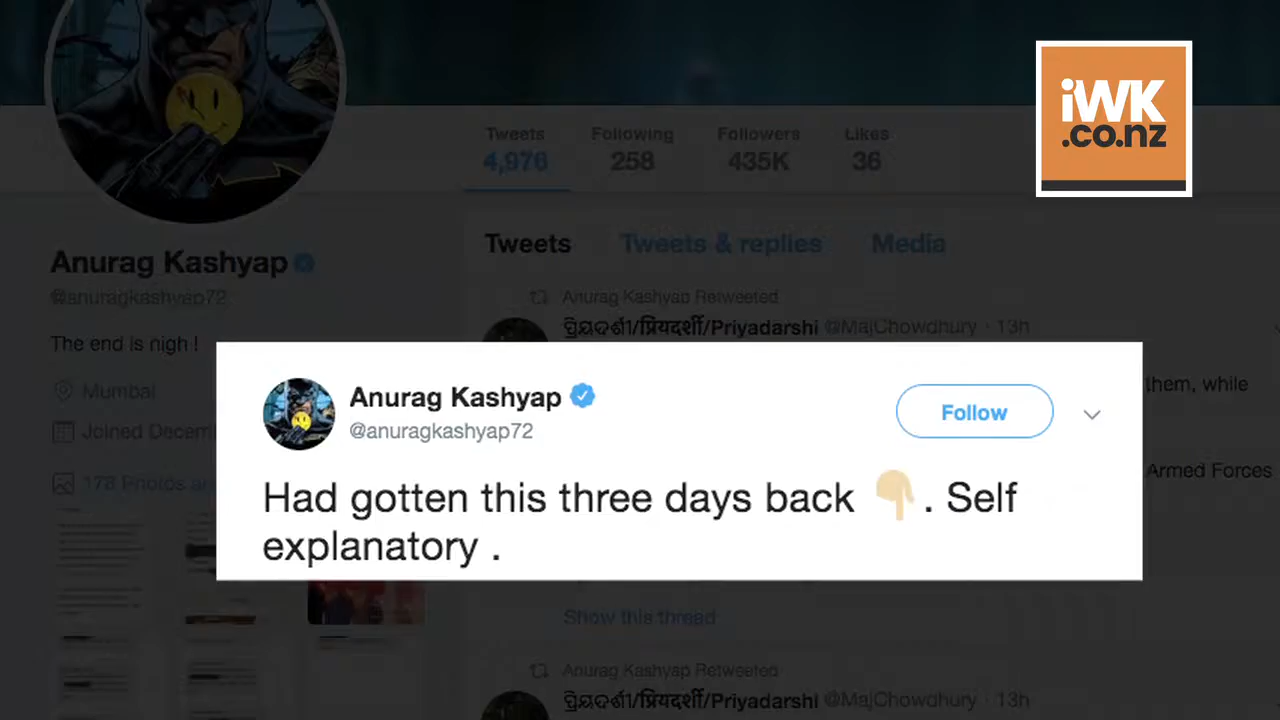 iWK
.co.nz
Tweets Following Followers Likes
4,976 258 435K 36
Tweets Tweets & replies Media
Anurag Kashyap
@anuragkashyap72
The end is nigh !
Mumbai
Joined Decem
178 Photos a
Anurag Kashyap Retweeted
ପ୍ରିୟଦର୍ଶୀ/प्रियदर्शी/Priyadarshi @MajChowdhury · 13h
them, while
Armed Forces
Anurag Kashyap
@anuragkashyap72
Follow
Had gotten this three days back 👇🏼. Self
explanatory .
Show this thread
Anurag Kashyap Retweeted
ପ୍ରିୟଦର୍ଶୀ/प्रियदर्शी/Priyadarshi @MajChowdhury · 13h